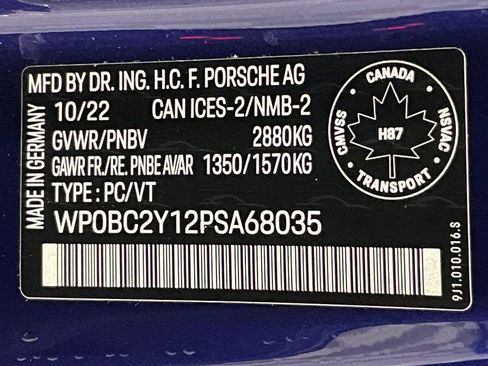 MFD BY DR. ING. H.C. F. PORSCHE AG
10/22 CAN ICES-2/NMB-2
GVWR/PNBV 2880KG
GAWR FR./RE. PNBE AV/AR 1350/1570KG
TYPE : PC/VT
WP0BC2Y12PSA68035
MADE IN GERMANY
CANADA
CMVSS
NSVAC
H87
TRANSPORT
9J1.010.016.S